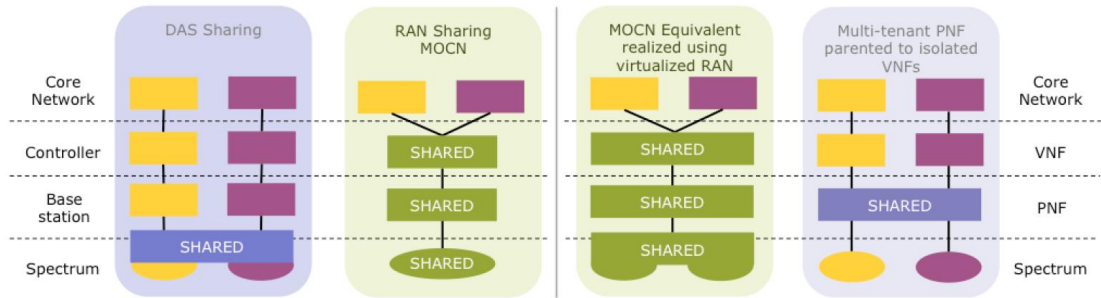 DAS Sharing
RAN Sharing
MOCN
MOCN Equivalent
realized using
virtualized RAN
Multi-tenant PNF
parented to isolated
VNFs
Core
Network
Core
Network
Controller
SHARED
SHARED
VNF
Base
station
SHARED
SHARED
SHARED
PNF
SHARED
Spectrum
SHARED
SHARED
Spectrum